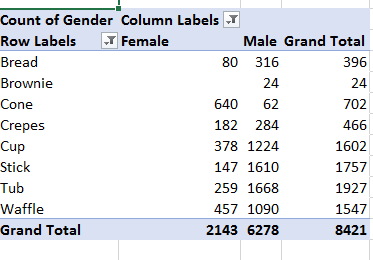 Count of Gender Column Labels
Row Labels Female Male Grand Total
Bread 80 316 396
Brownie 24 24
Cone 640 62 702
Crepes 182 284 466
Cup 378 1224 1602
Stick 147 1610 1757
Tub 259 1668 1927
Waffle 457 1090 1547
Grand Total 2143 6278 8421